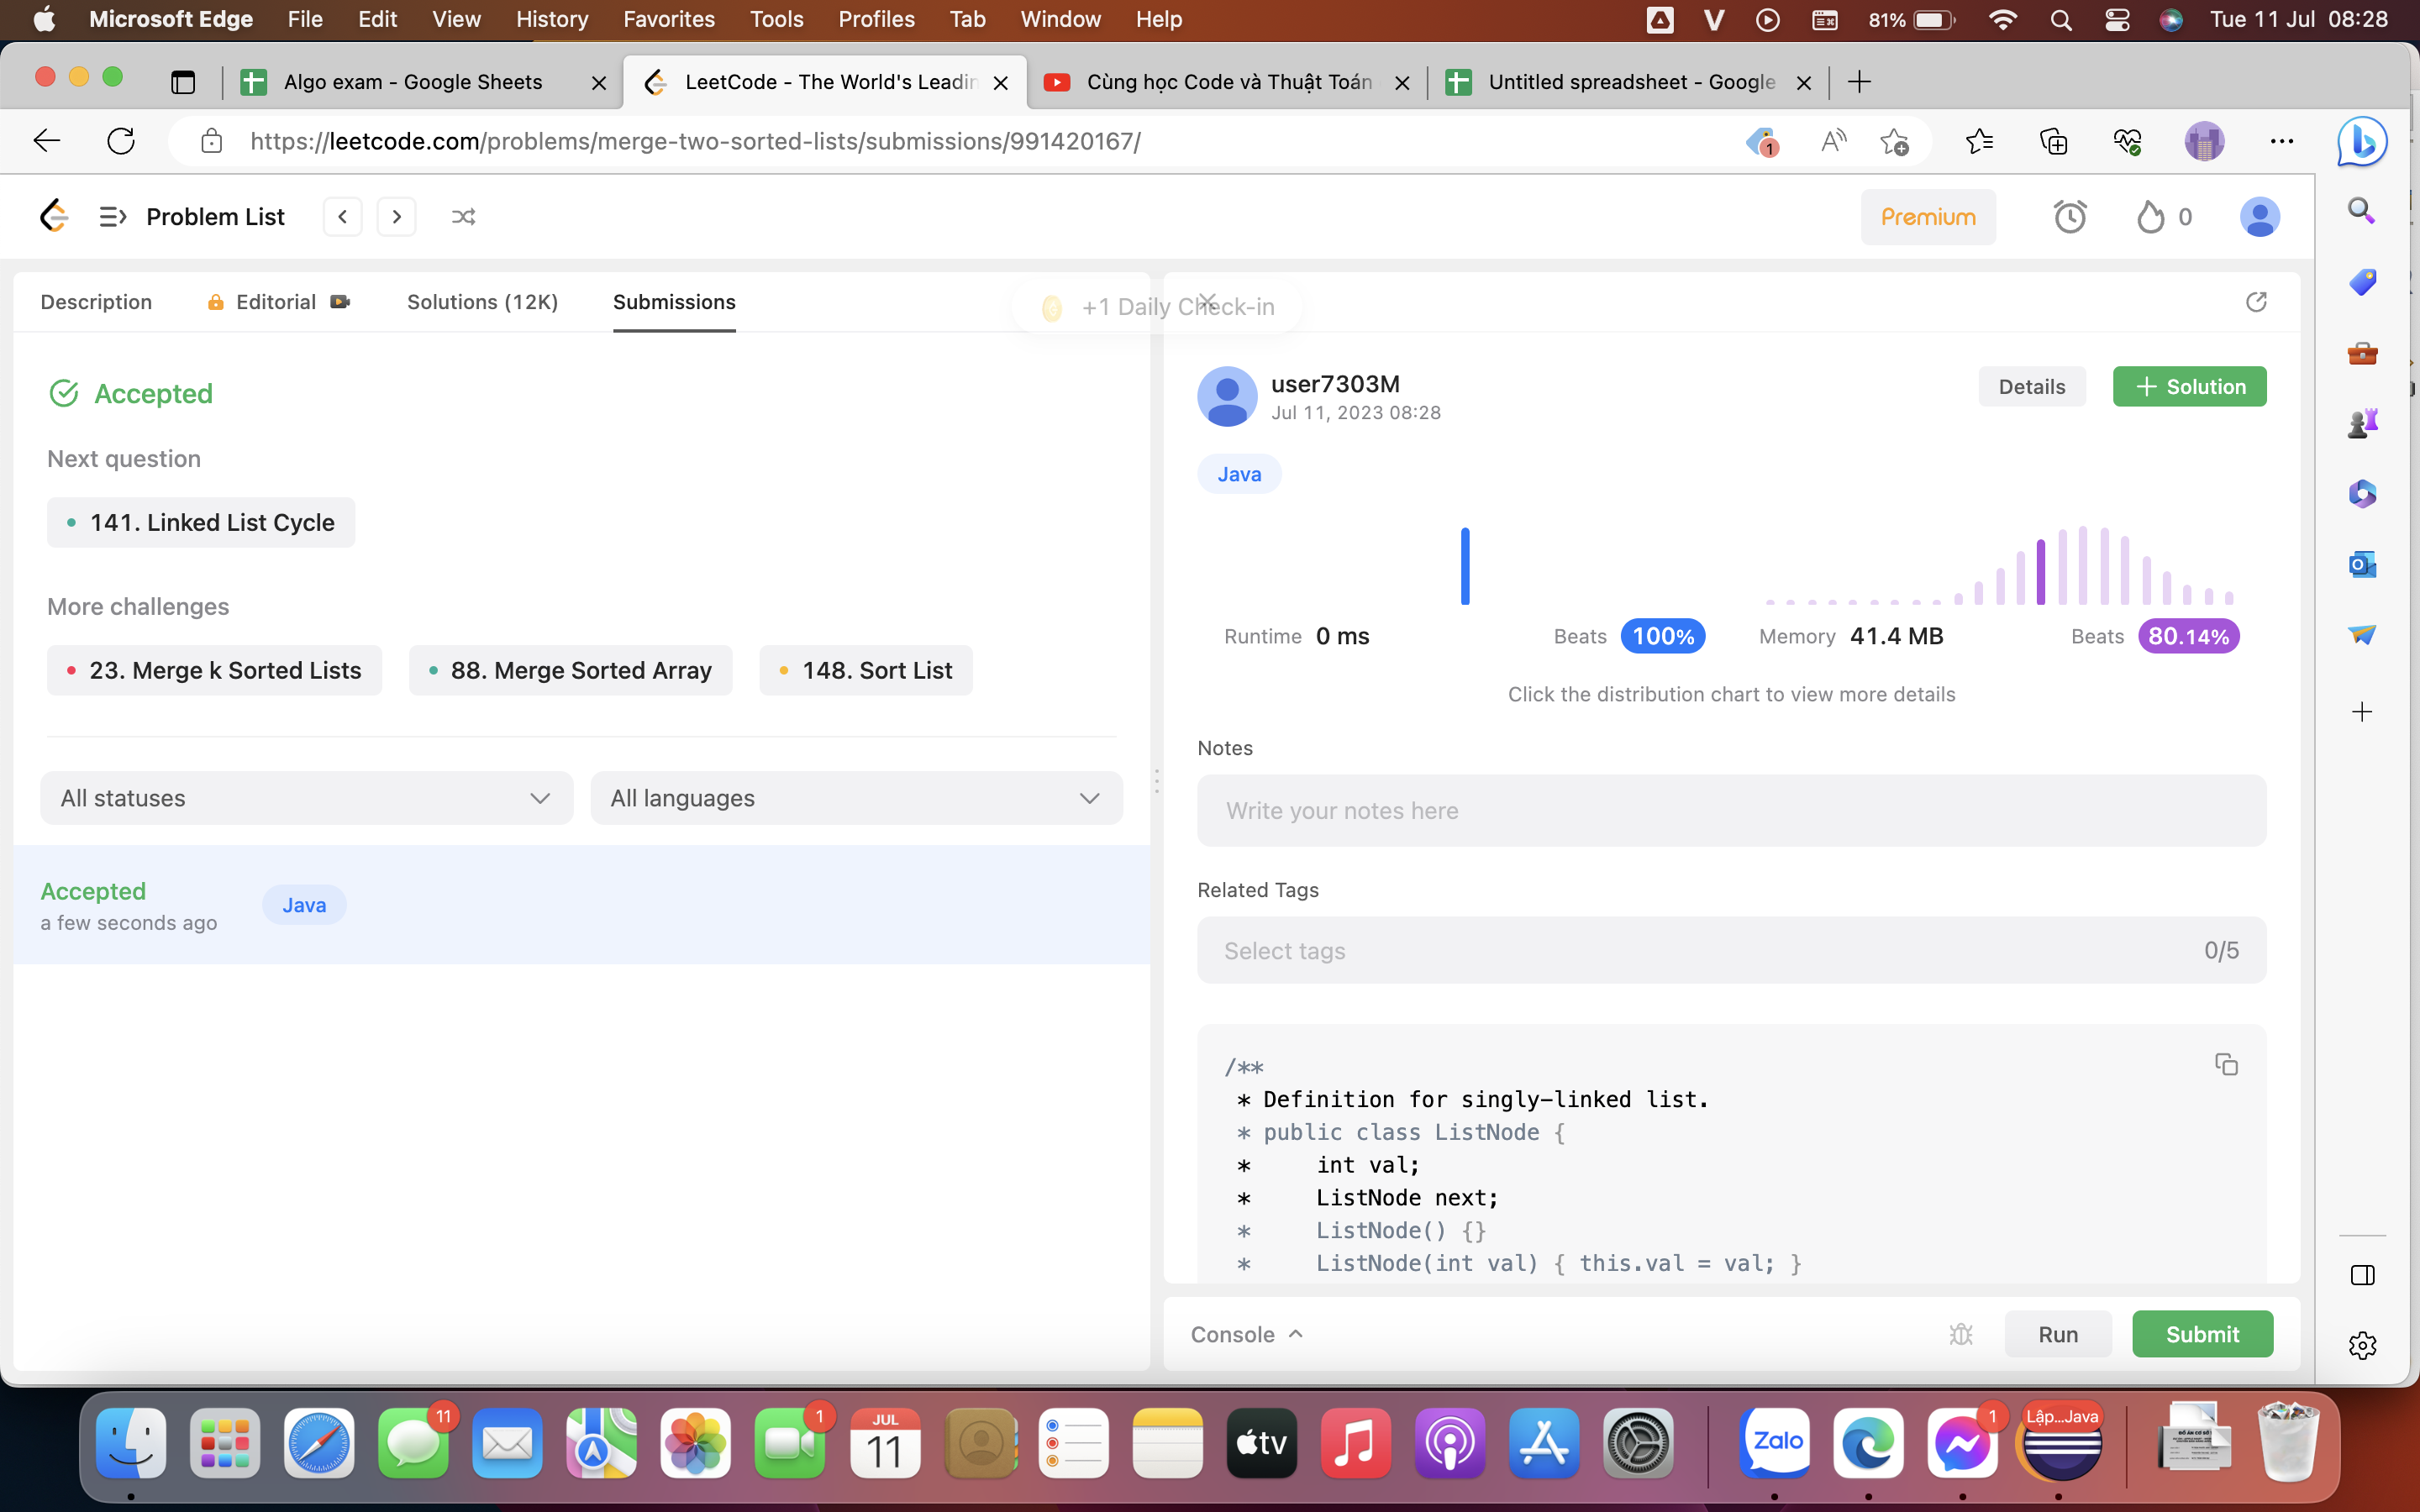 Microsoft Edge File Edit View History Favorites Tools Profiles Tab Window Help 81% Tue 11 Jul 08:28
Algo exam - Google Sheets
LeetCode - The World's Leadin
Cùng học Code và Thuật Toán
Untitled spreadsheet - Google
https://leetcode.com/problems/merge-two-sorted-lists/submissions/991420167/
1
Problem List
Premium
0
Description
Editorial
Solutions (12K)
Submissions
+1 Daily Check-in
Accepted
Next question
141. Linked List Cycle
More challenges
23. Merge k Sorted Lists
88. Merge Sorted Array
148. Sort List
All statuses
All languages
Accepted
a few seconds ago
Java
user7303M
Jul 11, 2023 08:28
Details
+ Solution
Java
Runtime 0 ms
Beats 100%
Memory 41.4 MB
Beats 80.14%
Click the distribution chart to view more details
Notes
Write your notes here
Related Tags
Select tags
0/5
/**
* Definition for singly-linked list.
* public class ListNode {
* int val;
* ListNode next;
* ListNode() {}
* ListNode(int val) { this.val = val; }
Console
Run
Submit
11
1
JUL
11
tv
Zalo
1
Lập...Java